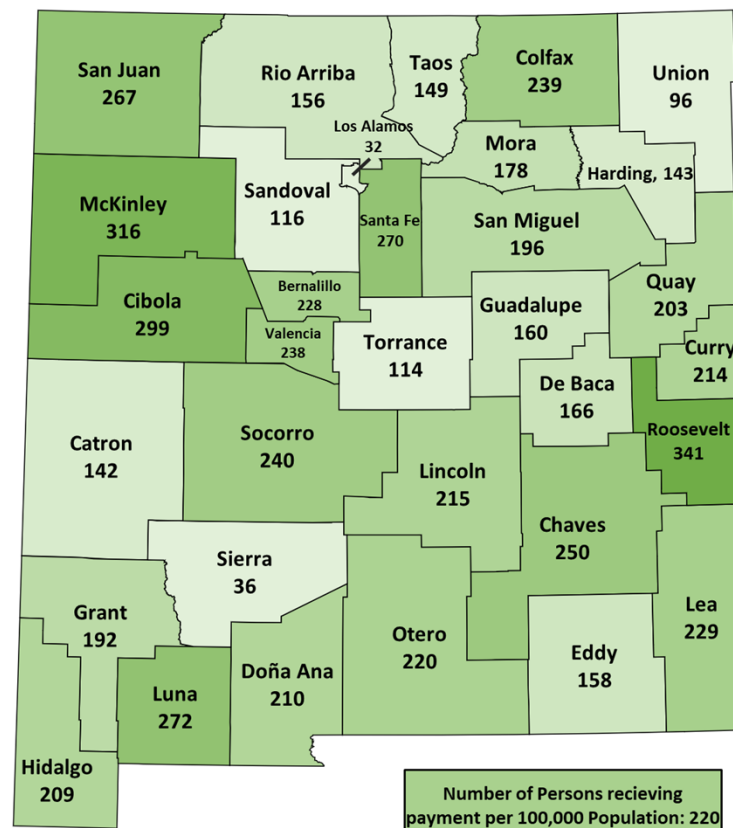 San Juan
267
Rio Arriba
156
Taos
149
Colfax
239
Union
96
Los Alamos
32
Mora
178
Harding, 143
McKinley
316
Sandoval
116
Santa Fe
270
San Miguel
196
Cibola
299
Bernalillo
228
Valencia
238
Torrance
114
Guadalupe
160
Quay
203
Curry
214
De Baca
166
Roosevelt
341
Catron
142
Socorro
240
Lincoln
215
Chaves
250
Sierra
36
Grant
192
Luna
272
Doña Ana
210
Otero
220
Eddy
158
Lea
229
Hidalgo
209
Number of Persons recieving
payment per 100,000 Population: 220